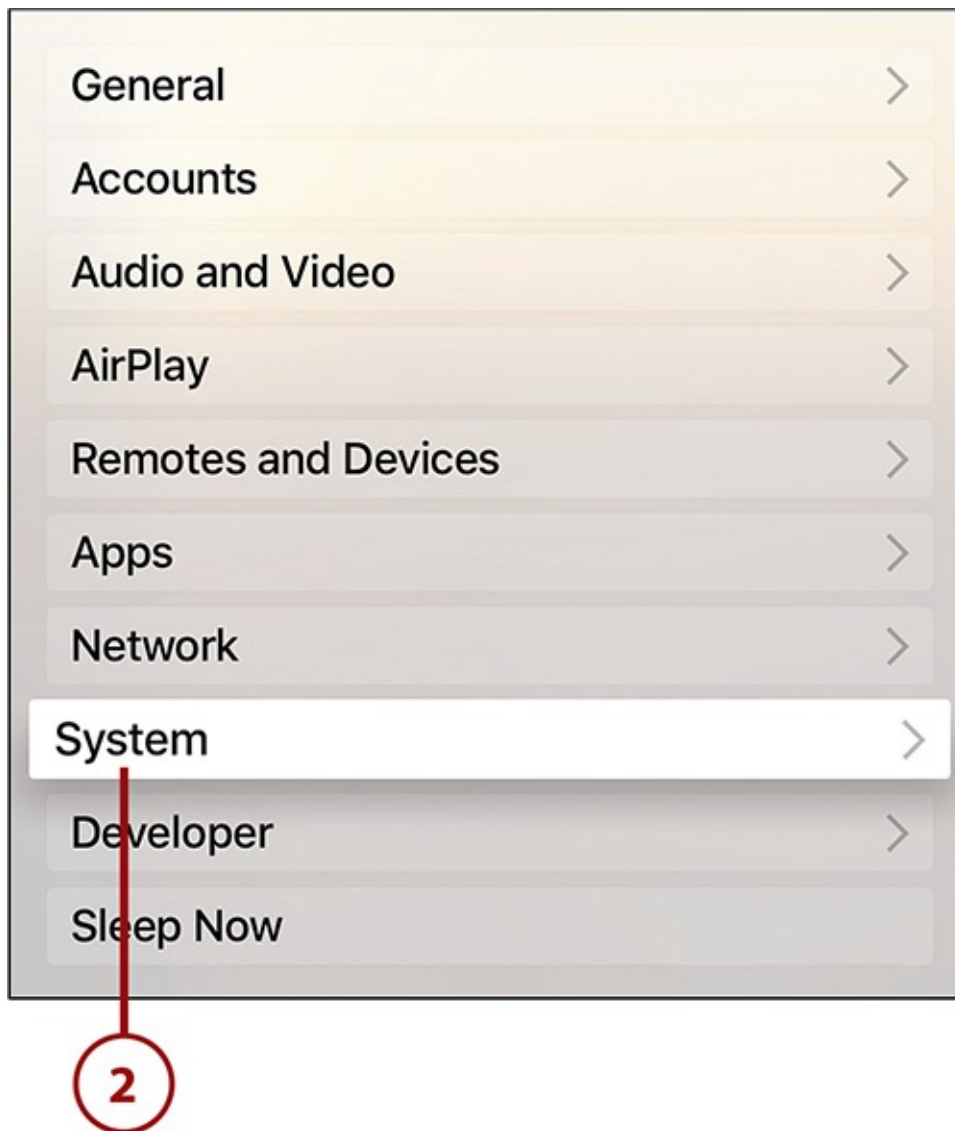 General
Accounts
Audio and Video
AirPlay
Remotes and Devices
Apps
Network
System
Developer
Sleep Now
2